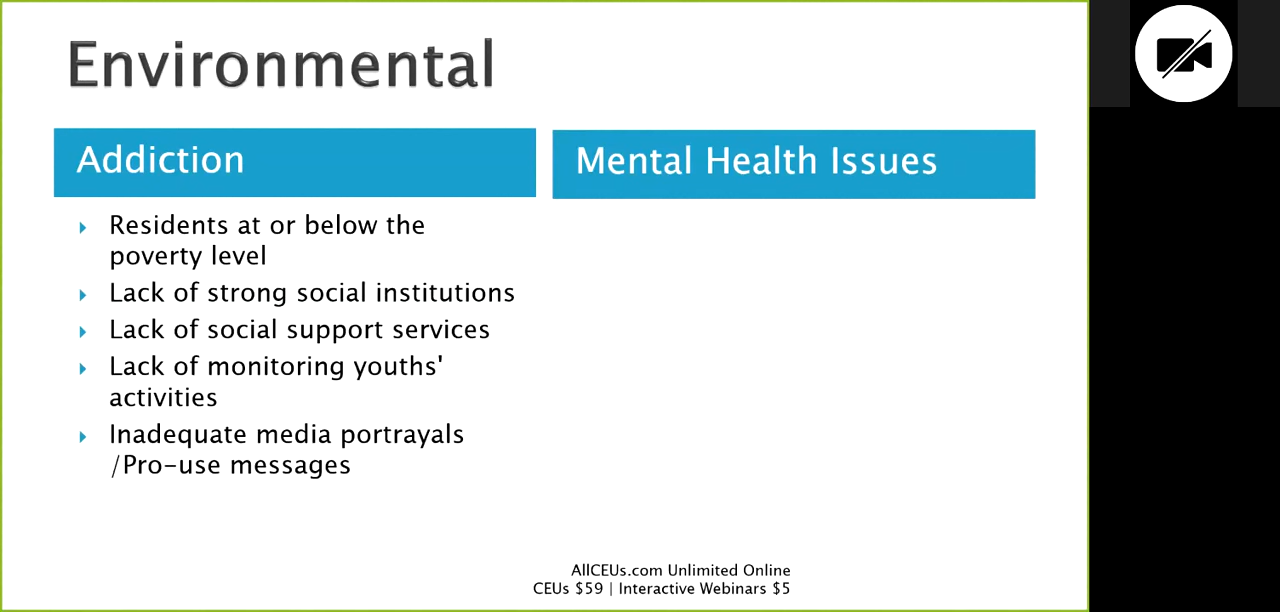 Environmental
Addiction
Mental Health Issues
Residents at or below the
poverty level
Lack of strong social institutions
Lack of social support services
Lack of monitoring youths'
activities
Inadequate media portrayals
/Pro-use messages
AllCEUs.com Unlimited Online
CEUs $59 | Interactive Webinars $5